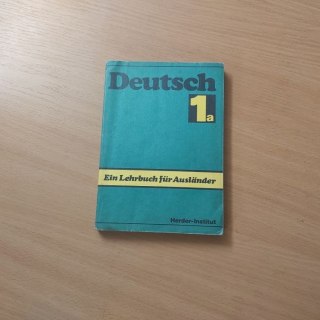 Deutsch
1a
Ein Lehrbuch für Ausländer
Herder-Institut